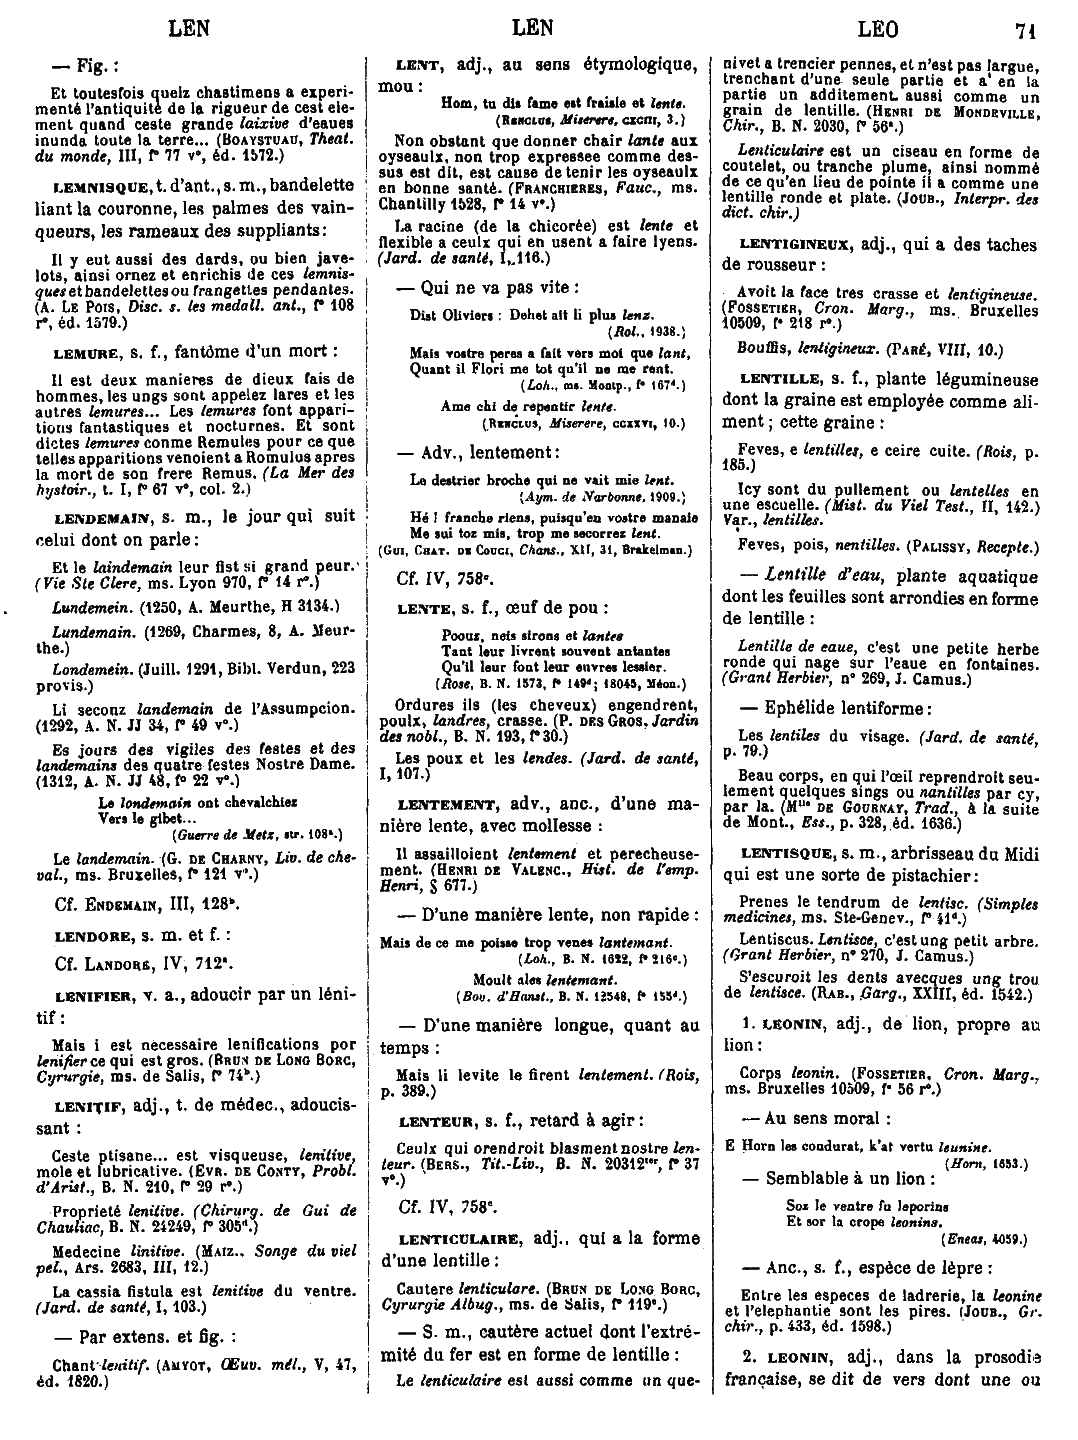 LEN
LEN
LEO
71
— Fig. :
Et toutesfois quelz chastimens a experi-
menté l'antiquité de la rigueur de cest ele-
ment quand ceste grande laixive d'eaues
inunda toute la terre... (BOAYSTUAU, Theat.
du monde, III, f° 77 v°, éd. 1572.)
LEMNISQUE, t. d'ant., s. m., bandelette
liant la couronne, les palmes des vain-
queurs, les rameaux des suppliants :
Il y eut aussi des dards, ou bien jave-
lots, ainsi ornez et enrichis de ces lemnis-
ques et bandelettes ou frangettes pendantes.
(A. LE POIS, Disc. s. les medall. ant., f° 108
r°, éd. 1579.)
LEMURE, s. f., fantôme d'un mort :
Il est deux manieres de dieux fais de
hommes, les ungs sont appelez lares et les
autres lemures... Les lemures font appari-
tions fantastiques et nocturnes. Et sont
dictes lemures conme Remules pour ce que
telles apparitions venoient a Romulus apres
la mort de son frere Remus. (La Mer des
hystoir., t. I, f° 67 v°, col. 2.)
LENDEMAIN, s. m., le jour qui suit
celui dont on parle :
Et le laindemain leur fist si grand peur.
(Vie Ste Clere, ms. Lyon 970, f° 14 r°.)
Lundemein. (1250, A. Meurthe, H 3134.)
Lundemain. (1269, Charmes, 8, A. Meur-
the.)
Londemein. (Juill. 1291, Bibl. Verdun, 223
provis.)
Li seconz landemain de l'Assumpcion.
(1292, A. N. JJ 34, f° 49 v°.)
Es jours des vigiles des festes et des
landemains des quatre festes Nostre Dame.
(1312, A. N. JJ 48, f° 22 v°.)
Le londemain ont chevalchiez
Vers le gibet...
(Guerre de Metz, str. 108ᵃ.)
Le landemain. (G. DE CHARNY, Liv. de che-
val., ms. Bruxelles, f° 121 v°.)
Cf. ENDEMAIN, III, 128ᵇ.
LENDORE, s. m. et f. :
Cf. LANDORE, IV, 712ᵃ.
LENIFIER, v. a., adoucir par un léni-
tif :
Mais i est necessaire lenifications por
lenifier ce qui est gros. (BRUN DE LONG BORC,
Cyrurgie, ms. de Salis, f° 74ᵇ.)
LENITIF, adj., t. de médec., adoucis-
sant :
Ceste ptisane... est visqueuse, lenitive,
mole et lubricative. (EVR. DE CONTY, Probl.
d'Arist., B. N. 210, f° 29 r°.)
Proprieté lenitive. (Chirurg. de Gui de
Chauliac, B. N. 24249, f° 305ᵈ.)
Medecine linitive. (MAIZ., Songe du viel
pel., Ars. 2683, III, 12.)
La cassia fistula est lenitive du ventre.
(Jard. de santé, I, 103.)
— Par extens. et fig. :
Chant lenitif. (AMYOT, Œuv. mêl., V, 47,
éd. 1820.)
LENT, adj., au sens étymologique,
mou :
Hom, tu dis fame est fraisle et lente.
(RENCLUS, Miserere, CXCIII, 3.)
Non obstant que donner chair lante aux
oyseaulx, non trop expressee comme des-
sus est dit, est cause de tenir les oyseaulx
en bonne santé. (FRANCHIERES, Fauc., ms.
Chantilly 1528, f° 14 v°.)
La racine (de la chicorée) est lente et
flexible a ceulx qui en usent a faire lyens.
(Jard. de santé, I, 116.)
— Qui ne va pas vite :
Dist Oliviers : Dehet ait li plus lenz.
(Rol., 1938.)
Mais vostre peres a fait vers moi que lant,
Quant il Flori me tot qu'il ne me rent.
(Loh., ms. Montp., f° 167ᵈ.)
Ame chi de repentir lente.
(RENCLUS, Miserere, CCXXVI, 10.)
— Adv., lentement :
Le destrier broche qui ne vait mie lent.
(Aym. de Narbonne, 1909.)
Hé ! franche riens, puisqu'en vostre manaie
Me sui toz mis, trop me secorrez lent.
(GUI, CHAT. DE COUCI, Chans., XII, 31, Brakelman.)
Cf. IV, 758ᶜ.
LENTE, s. f., œuf de pou :
Poouz, neis sirons et lantes
Tant leur livrent souvent antantes
Qu'il leur font leur euvres lessier.
(Rose, B. N. 1573, f° 149ᵈ; 18045, Méon.)
Ordures ils (les cheveux) engendrent,
poulx, landres, crasse. (P. DES GROS, Jardin
des nobl., B. N. 193, f° 30.)
Les poux et les lendes. (Jard. de santé,
I, 107.)
LENTEMENT, adv., anc., d'une ma-
nière lente, avec mollesse :
Il assailloient lentement et perecheuse-
ment. (HENRI DE VALENC., Hist. de l'emp.
Henri, § 677.)
— D'une manière lente, non rapide :
Mais de ce me poisse trop venes lantemant.
(Loh., B. N. 1622, f° 216ᵃ.)
Moult ales lentemant.
(Bov. d'Hanst., B. N. 12548, f° 155ᵈ.)
— D'une manière longue, quant au
temps :
Mais li levite le firent lentement. (Rois,
p. 389.)
LENTEUR, s. f., retard à agir :
Ceulx qui orendroit blasment nostre len-
teur. (BERS., Tit.-Liv., B. N. 20312ᵗᵉʳ, f° 37
v°.)
Cf. IV, 758ᶜ.
LENTICULAIRE, adj., qui a la forme
d'une lentille :
Cautere lenticulare. (BRUN DE LONG BORC,
Cyrurgie Albug., ms. de Salis, f° 119ᵃ.)
— S. m., cautère actuel dont l'extré-
mité du fer est en forme de lentille :
Le lenticulaire est aussi comme un que-
nivet a trencier pennes, et n'est pas largue,
trenchant d'une seule partie et a en la
partie un additement aussi comme un
grain de lentille. (HENRI DE MONDEVILLE,
Chir., B. N. 2030, f° 56ᵃ.)
Lenticulaire est un ciseau en forme de
coutelet, ou tranche plume, ainsi nommé
de ce qu'en lieu de pointe il a comme une
lentille ronde et plate. (JOUB., Interpr. des
dict. chir.)
LENTIGINEUX, adj., qui a des taches
de rousseur :
Avoit la face tres crasse et lentigineuse.
(FOSSETIER, Cron. Marg., ms. Bruxelles
10509, f° 218 r°.)
Bouffis, lentigineux. (PARÉ, VIII, 10.)
LENTILLE, s. f., plante légumineuse
dont la graine est employée comme ali-
ment ; cette graine :
Feves, e lentilles, e ceire cuite. (Rois, p.
185.)
Icy sont du pullement ou lentelles en
une escuelle. (Mist. du Viel Test., II, 142.)
Var., lentilles.
Feves, pois, nentilles. (PALISSY, Recepte.)
— Lentille d'eau, plante aquatique
dont les feuilles sont arrondies en forme
de lentille :
Lentille de eaue, c'est une petite herbe
ronde qui nage sur l'eaue en fontaines.
(Grant Herbier, n° 269, J. Camus.)
— Ephélide lentiforme :
Les lentiles du visage. (Jard. de santé,
p. 79.)
Beau corps, en qui l'œil reprendroit seu-
lement quelques sings ou nantilles par cy,
par la. (Mˡˡᵉ DE GOURNAY, Trad., à la suite
de Mont., Ess., p. 328, éd. 1636.)
LENTISQUE, s. m., arbrisseau du Midi
qui est une sorte de pistachier :
Prenes le tendrum de lentisc. (Simples
medicines, ms. Ste-Genev., f° 41ᵈ.)
Lentiscus. Lentisce, c'est ung petit arbre.
(Grant Herbier, n° 270, J. Camus.)
S'escuroit les dents avecques ung trou
de lentisce. (RAB., Garg., XXIII, éd. 1542.)
1. LEONIN, adj., de lion, propre au
lion :
Corps leonin. (FOSSETIER, Cron. Marg.,
ms. Bruxelles 10509, f° 56 r°.)
— Au sens moral :
E Horn les condurat, k'at vertu leunine.
(Horn, 1653.)
— Semblable à un lion :
Soz le ventre fu leporins
Et sor la crope leonins.
(Eneas, 4059.)
— Anc., s. f., espèce de lèpre :
Entre les especes de ladrerie, la leonine
et l'elephantie sont les pires. (JOUB., Gr.
chir., p. 433, éd. 1598.)
2. LEONIN, adj., dans la prosodie
française, se dit de vers dont une ou